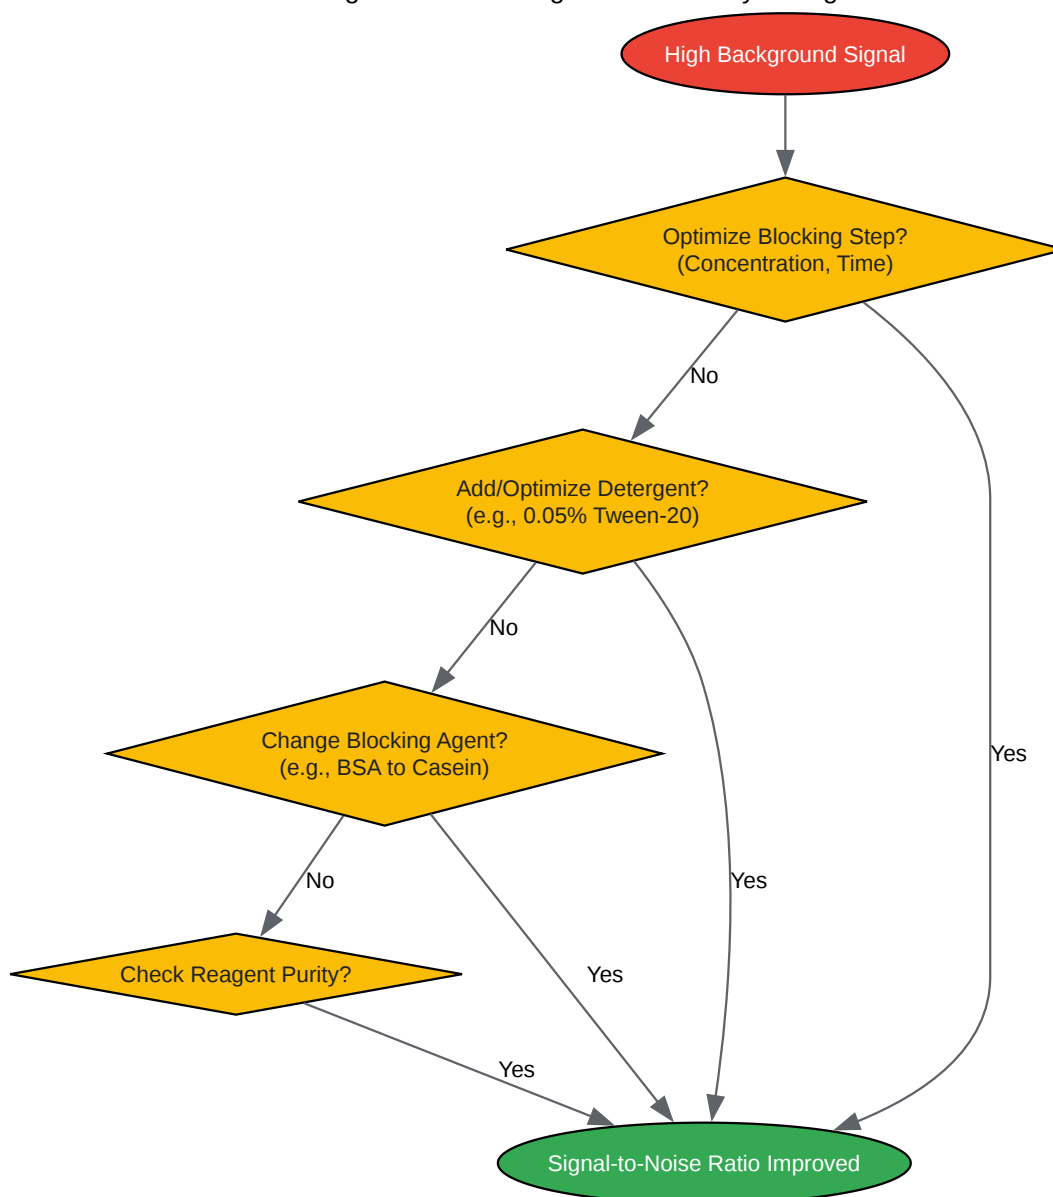 High Background Signal
Optimize Blocking Step?
(Concentration, Time)
No
Add/Optimize Detergent?
(e.g., 0.05% Tween-20)
No
Change Blocking Agent?
(e.g., BSA to Casein)
Yes
No
Yes
Check Reagent Purity?
Yes
Yes
Signal-to-Noise Ratio Improved